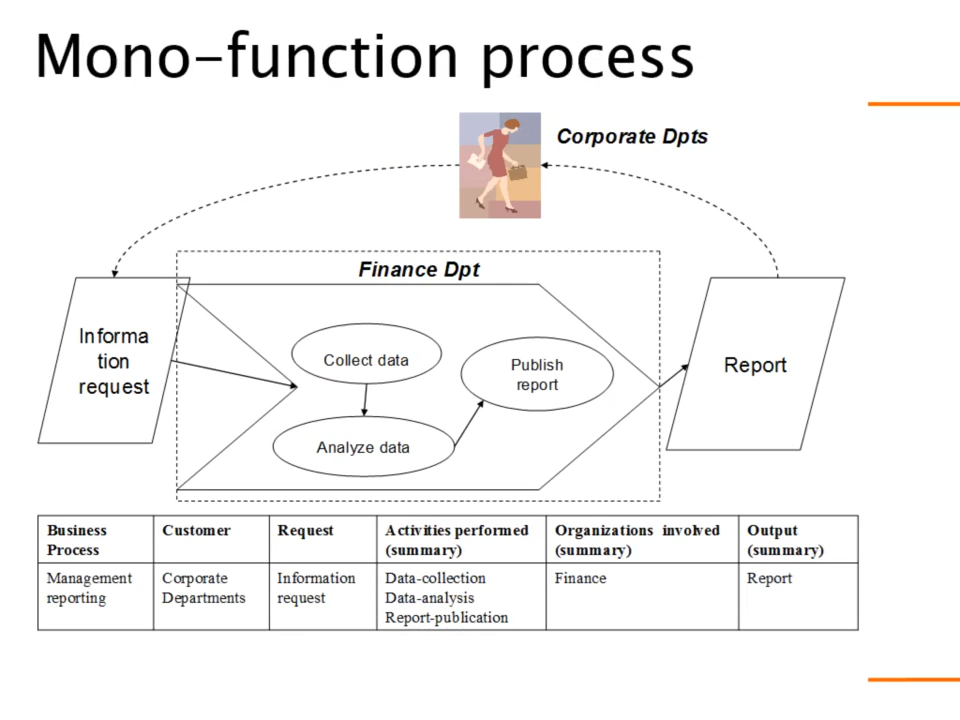 Mono-function process
Corporate Dpts
Finance Dpt
Informa
tion
request
Collect data
Analyze data
Publish
report
Report
Business
Process
Customer
Request
Activities performed
(summary)
Organizations involved
(summary)
Output
(summary)
Management
reporting
Corporate
Departments
Information
request
Data-collection
Data-analysis
Report-publication
Finance
Report